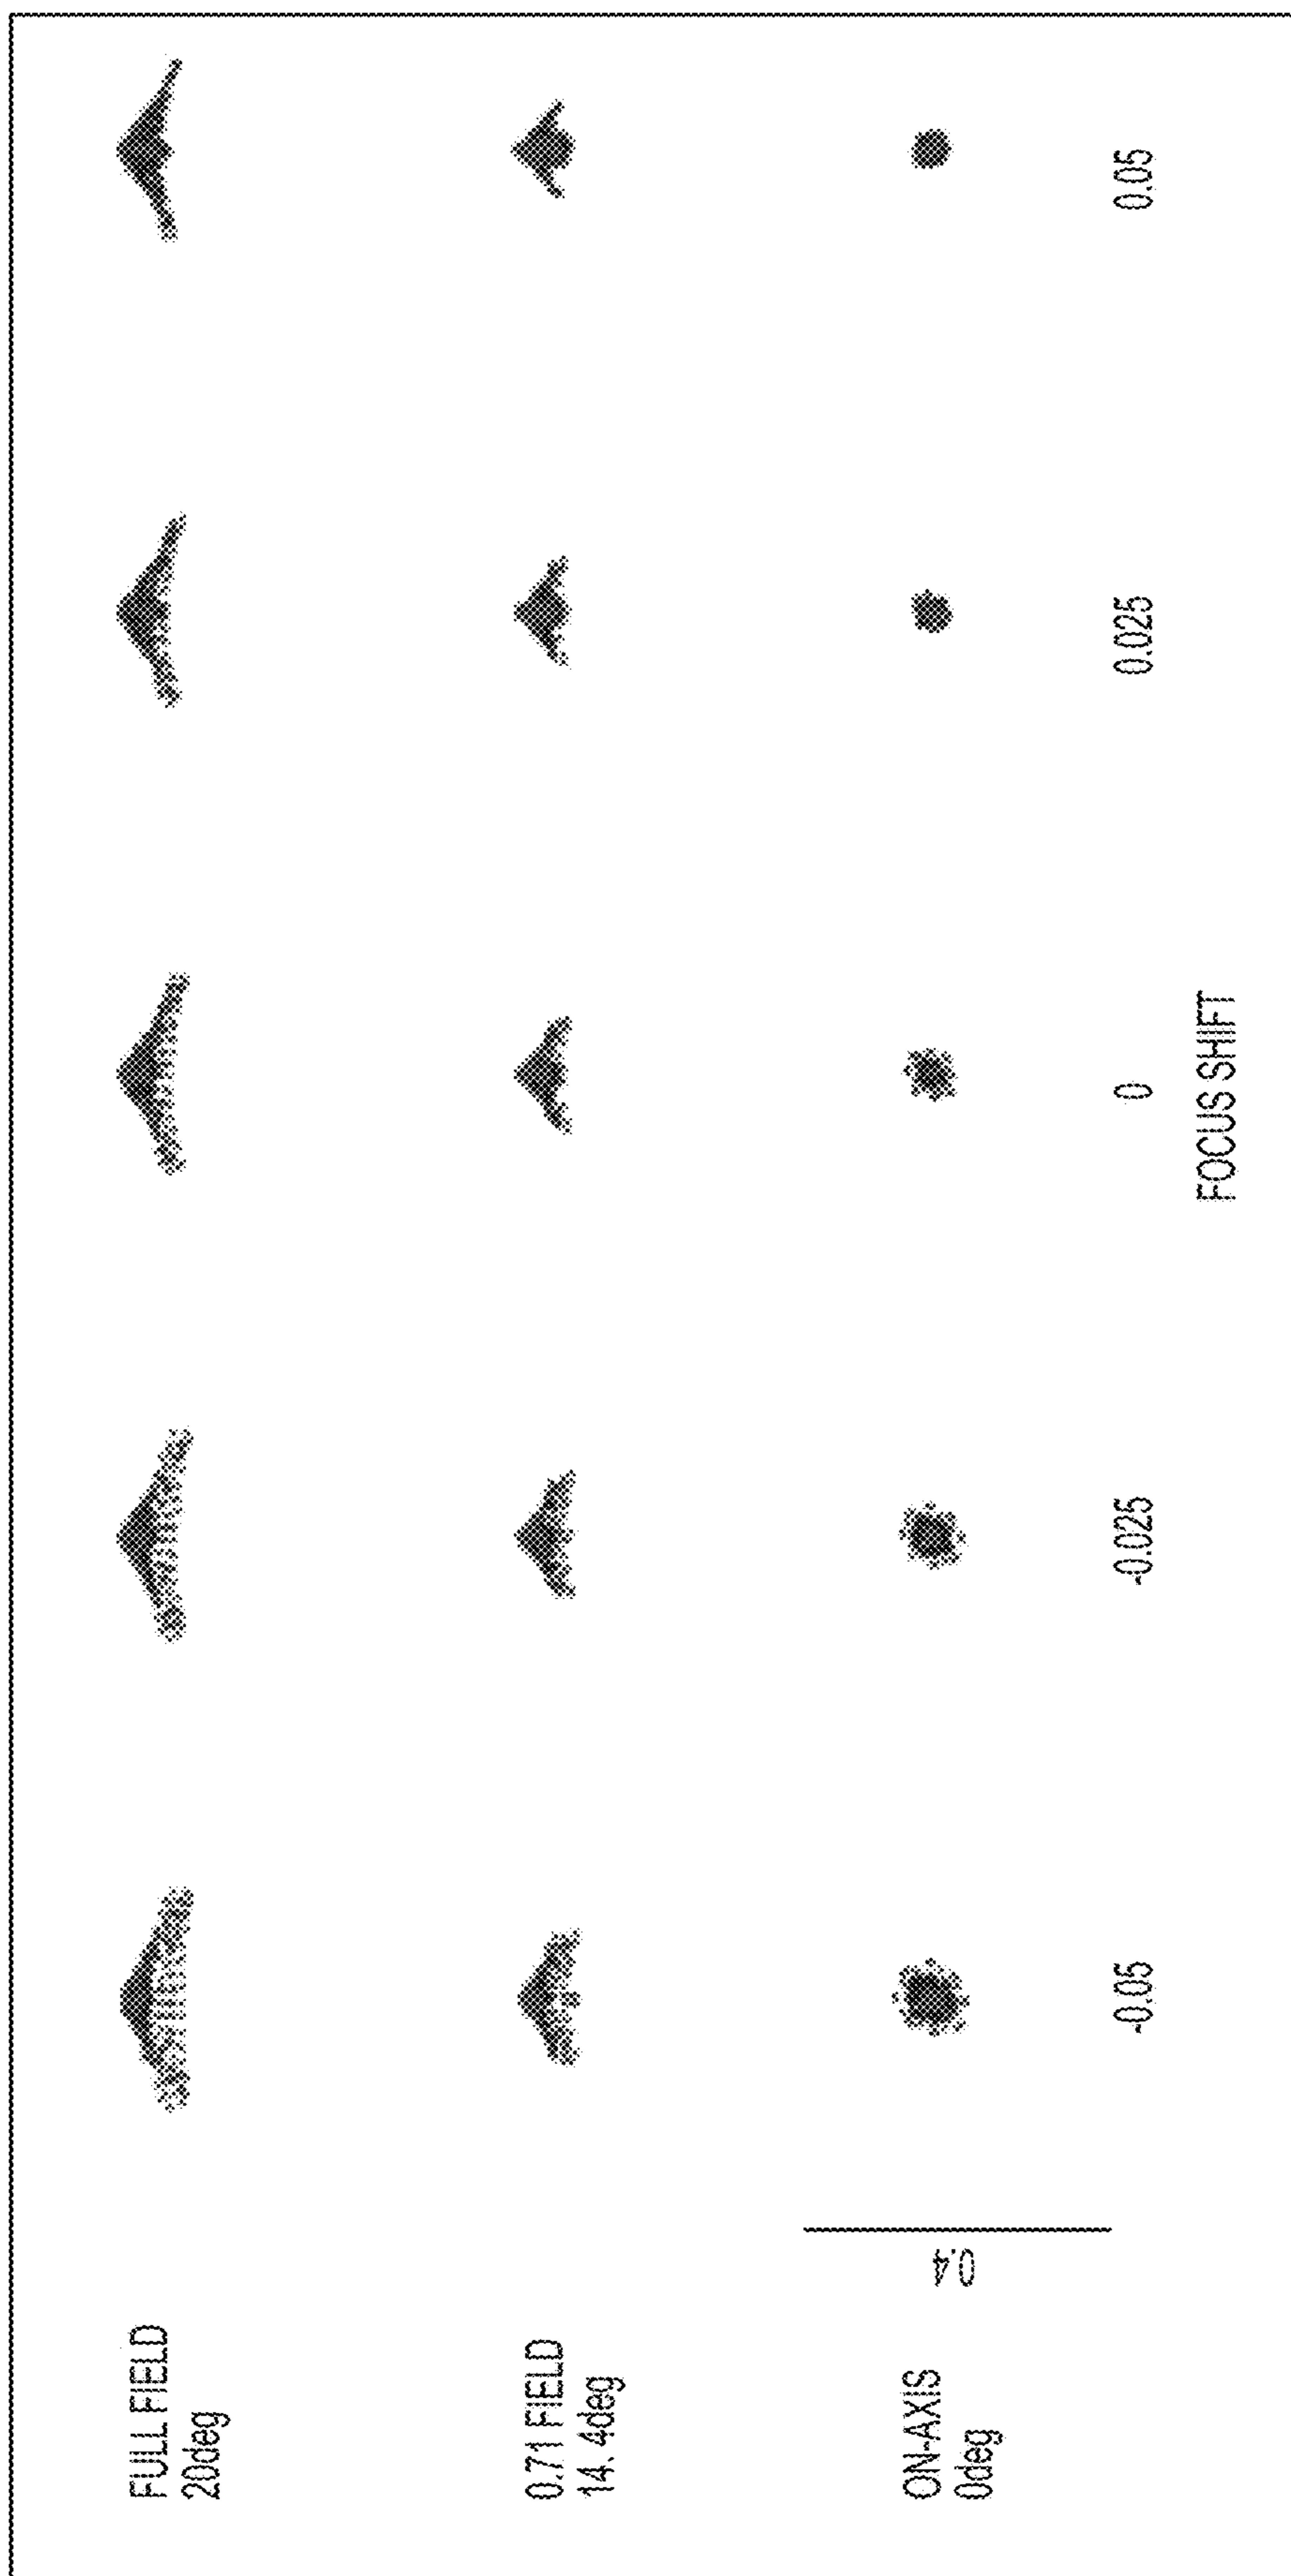 FULL FIELD
20deg
0.71 FIELD
14. 4deg
ON-AXIS
0deg
0.4
-0.05
-0.025
0
0.025
0.05
FOCUS SHIFT